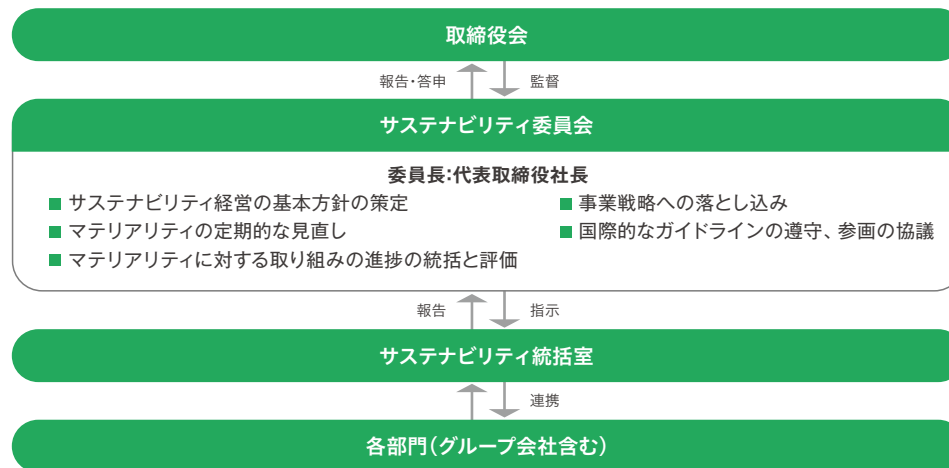 取締役会
報告・答申
監督
サステナビリティ委員会
委員長:代表取締役社長
■ サステナビリティ経営の基本方針の策定
■ マテリアリティの定期的な見直し
■ マテリアリティに対する取り組みの進捗の統括と評価
■ 事業戦略への落とし込み
■ 国際的なガイドラインの遵守、参画の協議
報告
指示
サステナビリティ統括室
連携
各部門(グループ会社含む)